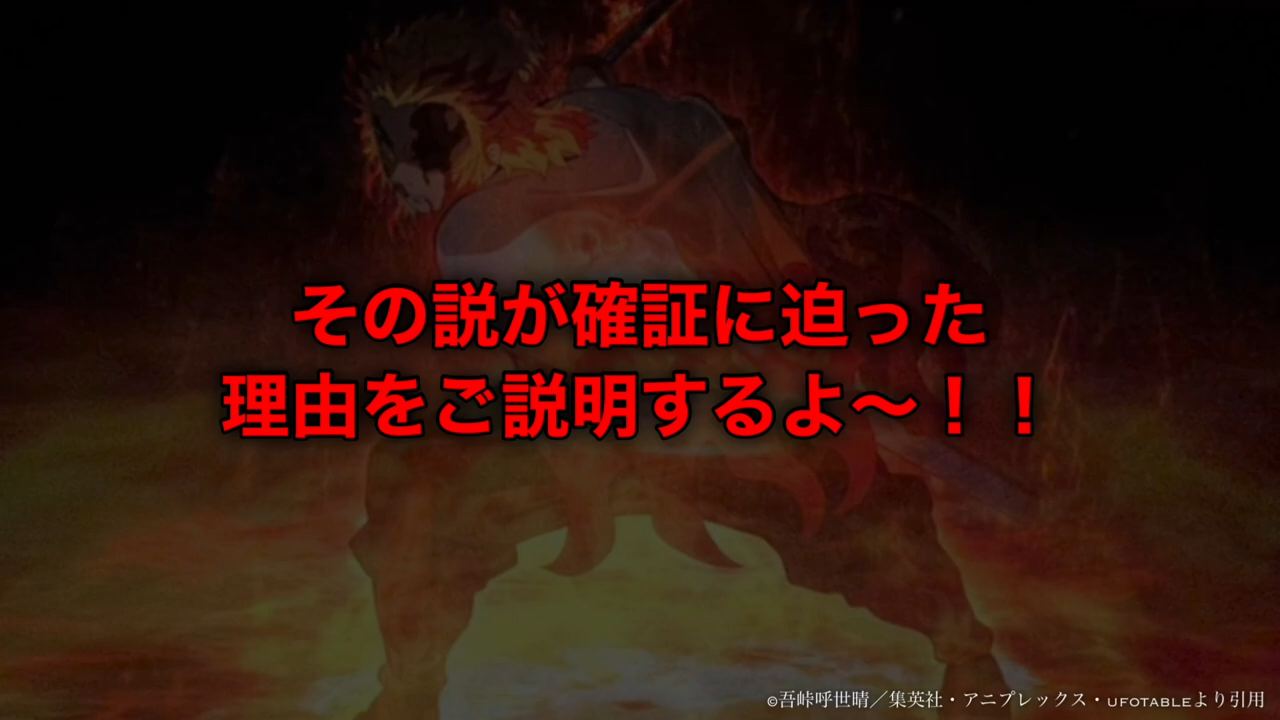 その説が確証に迫った
理由をご説明するよ〜！！
©吾峠呼世晴／集英社・アニプレックス・UFOTABLEより引用